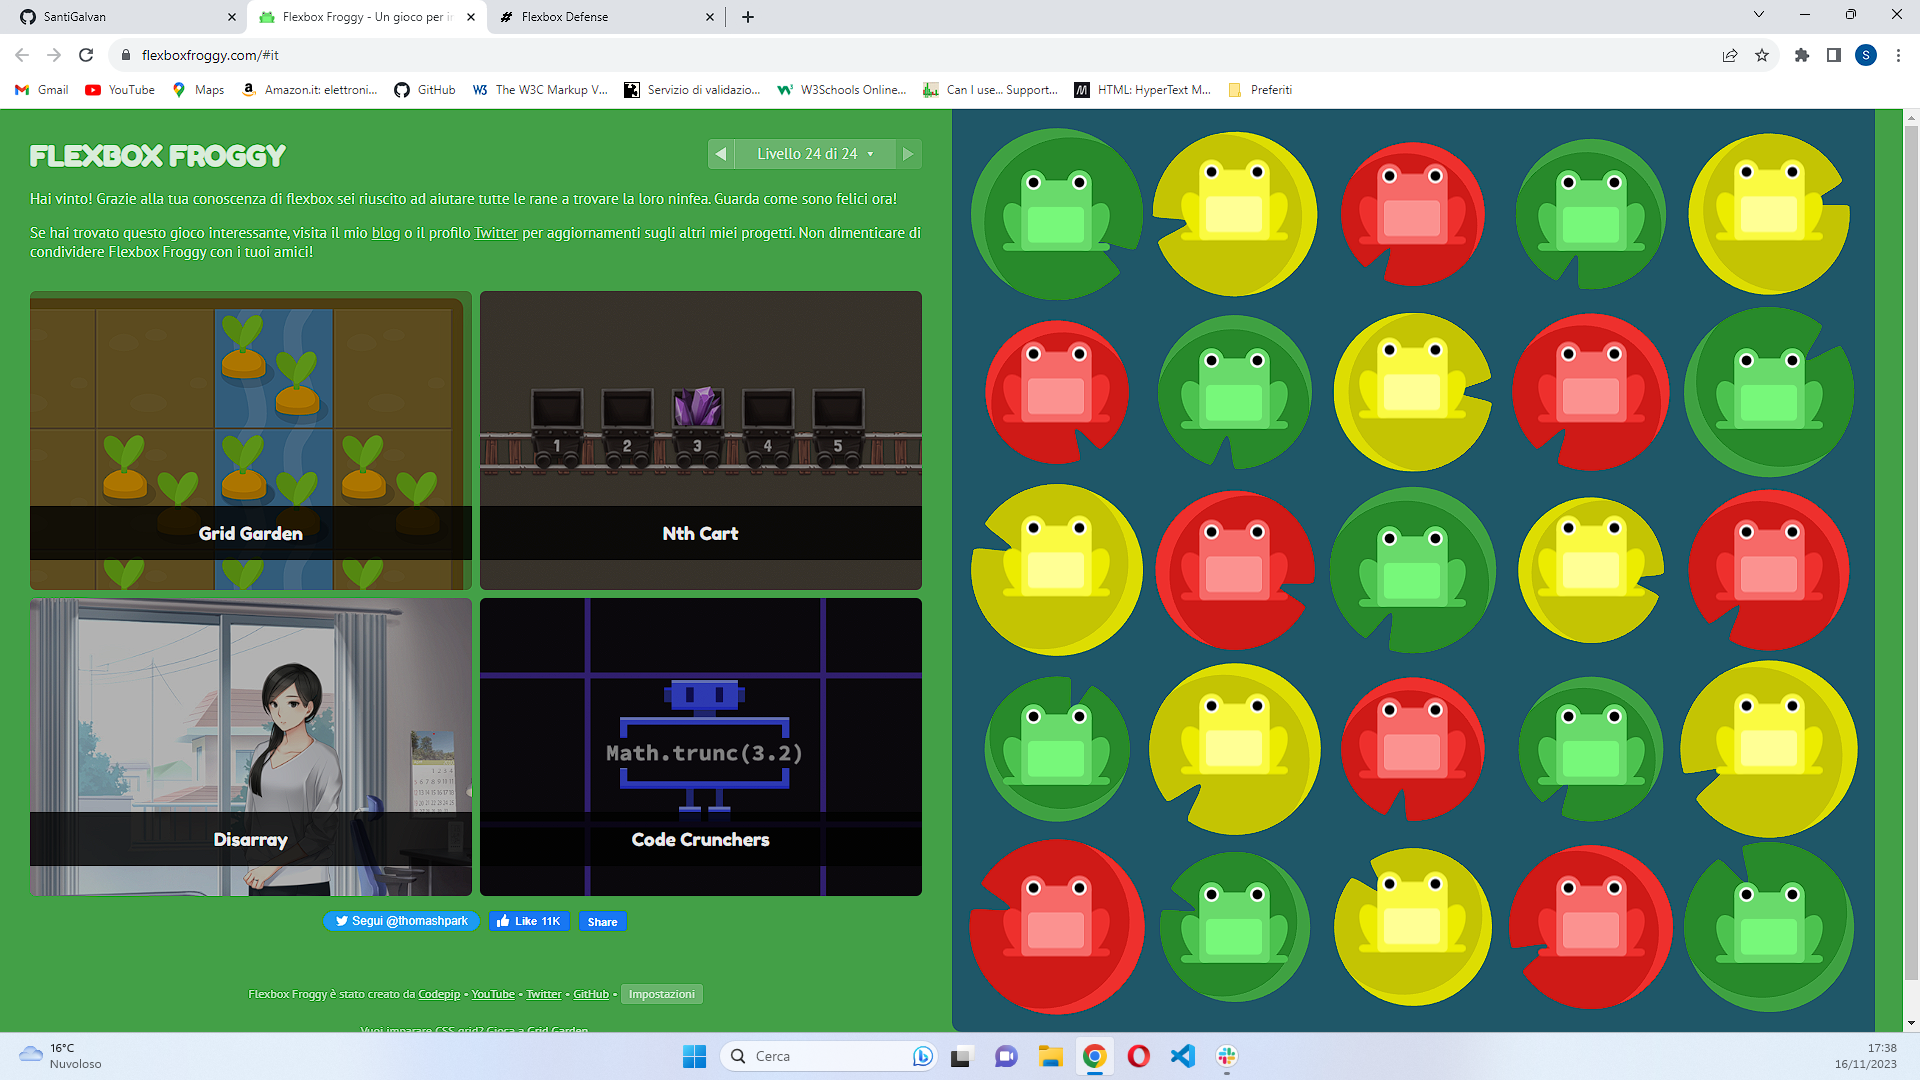 SantiGalvan
Flexbox Froggy - Un gioco per
Flexbox Defense
flexboxfroggy.com/#it
S
Gmail
YouTube
Maps
Amazon.it: elettroni...
GitHub
The W3C Markup V...
Servizio di validazio...
W3Schools Online...
Can I use... Support...
HTML: HyperText M...
Preferiti
FLEXBOX FROGGY
Livello 24 di 24
Hai vinto! Grazie alla tua conoscenza di flexbox sei riuscito ad aiutare tutte le rane a trovare la loro ninfea. Guarda come sono felici ora!
Se hai trovato questo gioco interessante, visita il mio blog o il profilo Twitter per aggiornamenti sugli altri miei progetti. Non dimenticare di
condividere Flexbox Froggy con i tuoi amici!
1 2 3 4 5
Grid Garden
Nth Cart
Math.trunc(3.2)
Disarray
Code Crunchers
Segui @thomashpark
Like 11K
Share
Flexbox Froggy è stato creato da Codepip • YouTube • Twitter • GitHub • Impostazioni
Vuoi imparare CSS grid? Gioca a Grid Garden
16°C
Nuvoloso
Cerca
17:38
16/11/2023